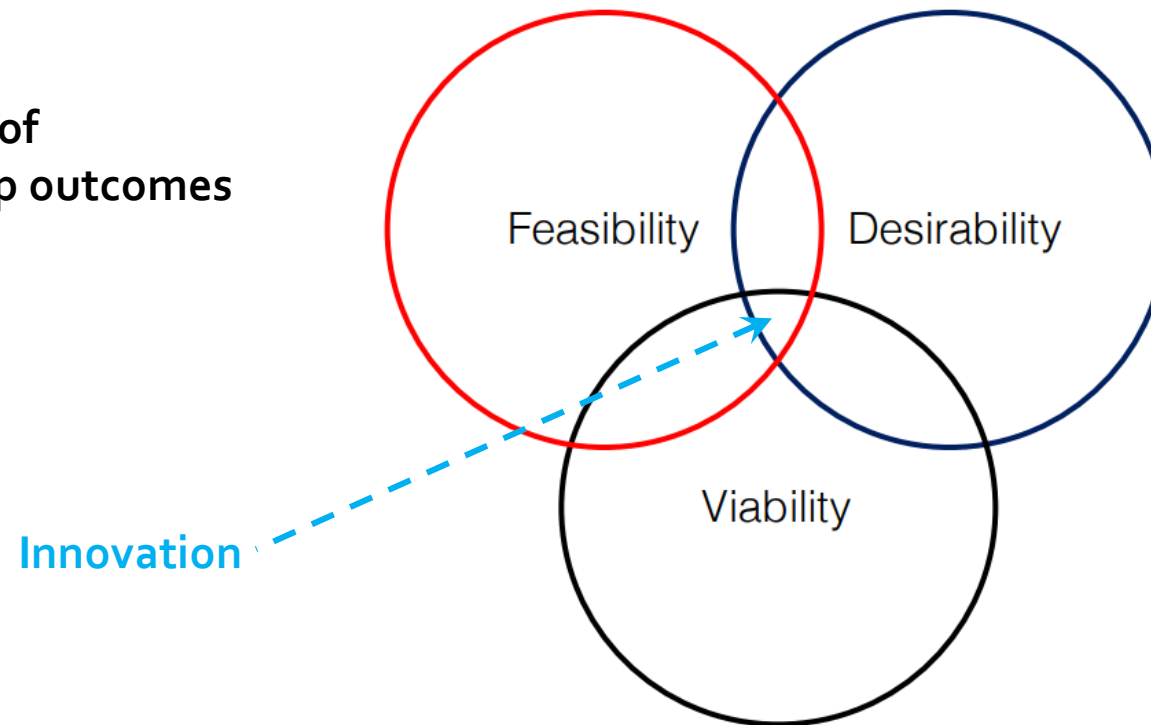 of
p outcomes
Feasibility
Desirability
Viability
Innovation